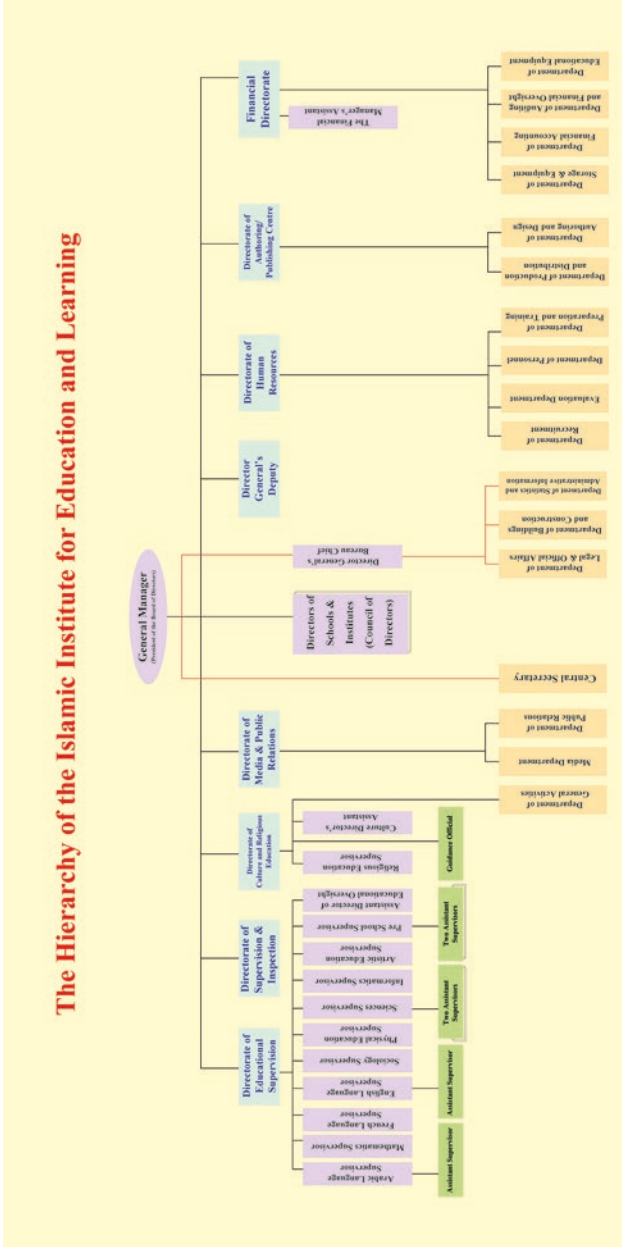 The Hierarchy of the Islamic Institute for Education and Learning
General Manager
(President of the Board of Directors)
Directorate of
Educational
Supervision
Directorate of
Supervision &
Inspection
Directorate of
Culture and Religious
Education
Directorate of
Media & Public
Relations
Director
General's
Deputy
Directorate of
Human
Resources
Directorate of
Authoring/
Publishing Centre
Financial
Directorate
Arabic Language
Supervisor
Mathematics Supervisor
French Language
Supervisor
English Language
Supervisor
Sociology Supervisor
Physical Education
Supervisor
Sciences Supervisor
Informatics Supervisor
Artistic Education
Supervisor
Pre School Supervisor
Assistant Director of
Educational Oversight
Religious Education
Supervisor
Culture Director's
Assistant
Directors of
Schools &
Institutes
(Council of
Directors)
Director General's
Bureau Chief
The Financial
Manager's Assistant
Assistant Supervisor
Assistant Supervisor
Two Assistant
Supervisors
Two Assistant
Supervisors
Guidance Official
Department of
General Activities
Media Department
Department of
Public Relations
Central Secretary
Department of
Legal & Official Affairs
Department of Buildings
and Construction
Department of Statistics and
Administrative Information
Department of
Recruitment
Evaluation Department
Department of Personnel
Department of
Preparation and Training
Department of Production
and Distribution
Department of
Authoring and Design
Department of
Storage & Equipment
Department of
Financial Accounting
Department of Auditing
and Financial Oversight
Department of
Educational Equipment